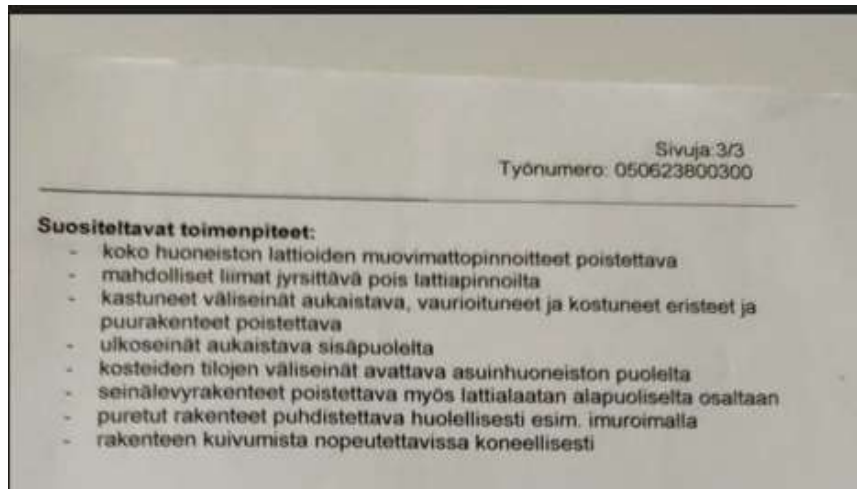 Sivuja:3/3
Työnumero: 050623800300
Suositeltavat toimenpiteet:
- koko huoneiston lattioiden muovimattopinnoitteet poistettava
- mahdolliset liimat jyrsittävä pois lattiapinnoilta
- kastuneet väliseinät aukaistava, vaurioituneet ja kostuneet eristeet ja
puurakenteet poistettava
- ulkoseinät aukaistava sisäpuolelta
- kosteiden tilojen väliseinät avattava asuinhuoneiston puolelta
- seinälevyrakenteet poistettava myös lattialaatan alapuoliselta osaltaan
- puretut rakenteet puhdistettava huolellisesti esim. imuroimalla
- rakenteen kuivumista nopeutettavissa koneellisesti